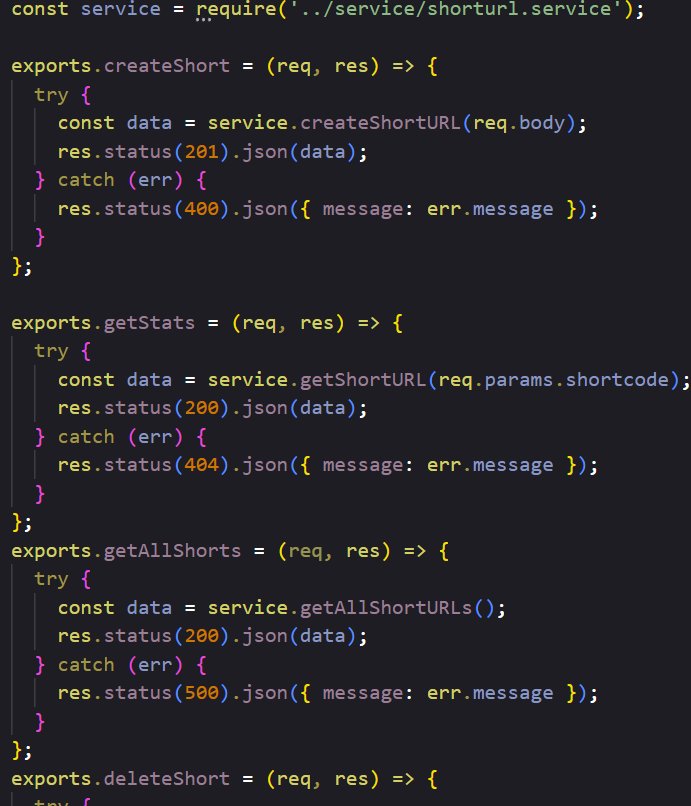 const service = require('../service/shorturl.service');
exports.createShort = (req, res) => {
try {
const data = service.createShortURL(req.body);
res.status(201).json(data);
} catch (err) {
res.status(400).json({ message: err.message });
}
};
exports.getStats = (req, res) => {
try {
const data = service.getShortURL(req.params.shortcode);
res.status(200).json(data);
} catch (err) {
res.status(404).json({ message: err.message });
}
};
exports.getAllShorts = (req, res) => {
try {
const data = service.getAllShortURLs();
res.status(200).json(data);
} catch (err) {
res.status(500).json({ message: err.message });
}
};
exports.deleteShort = (req, res) => {
try {